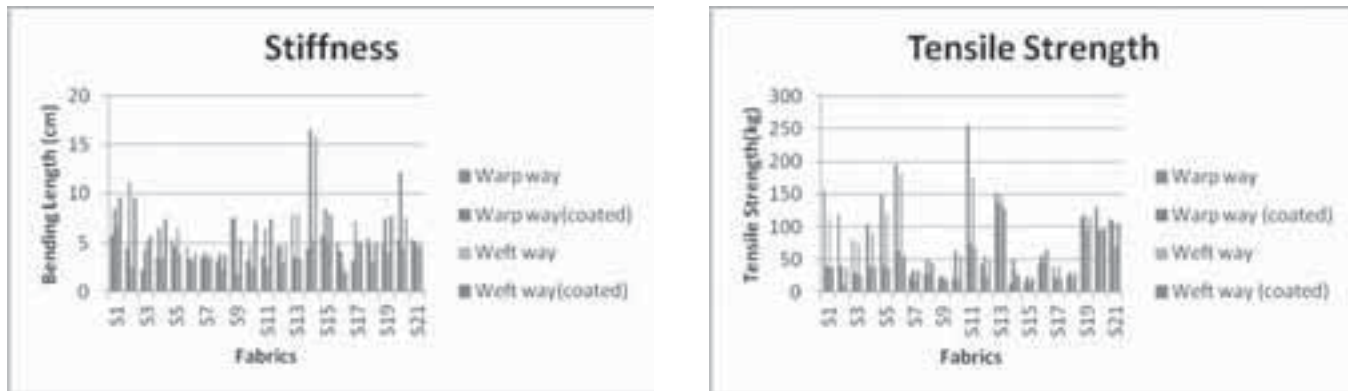 Stiffness
20
15
10
5
0
Bending Length (cm)
S1
S3
S5
S7
S9
S11
S13
S15
S17
S19
S21
Fabrics
Warp way
Warp way(coated)
Weft way
Weft way(coated)
Tensile Strength
300
250
200
150
100
50
0
Tensile Strength(kg)
S1
S3
S5
S7
S9
S11
S13
S15
S17
S19
S21
Fabrics
Warp way
Warp way (coated)
Weft way
Weft way (coated)